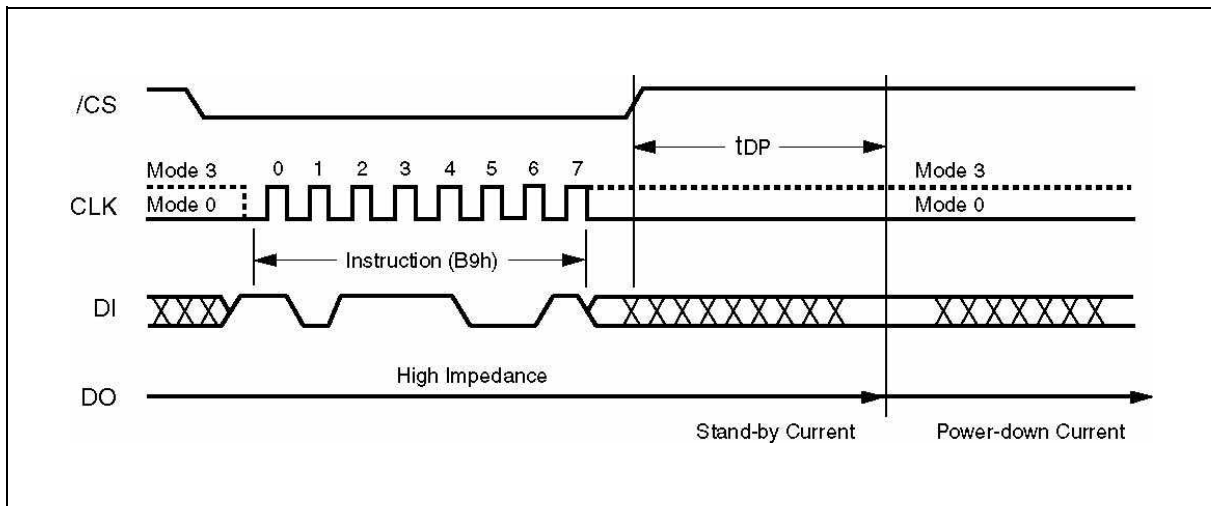 /CS
tDP
Mode 3 0 1 2 3 4 5 6 7 Mode 3
CLK
Mode 0 Mode 0
Instruction (B9h)
DI
High Impedance
DO
Stand-by Current Power-down Current